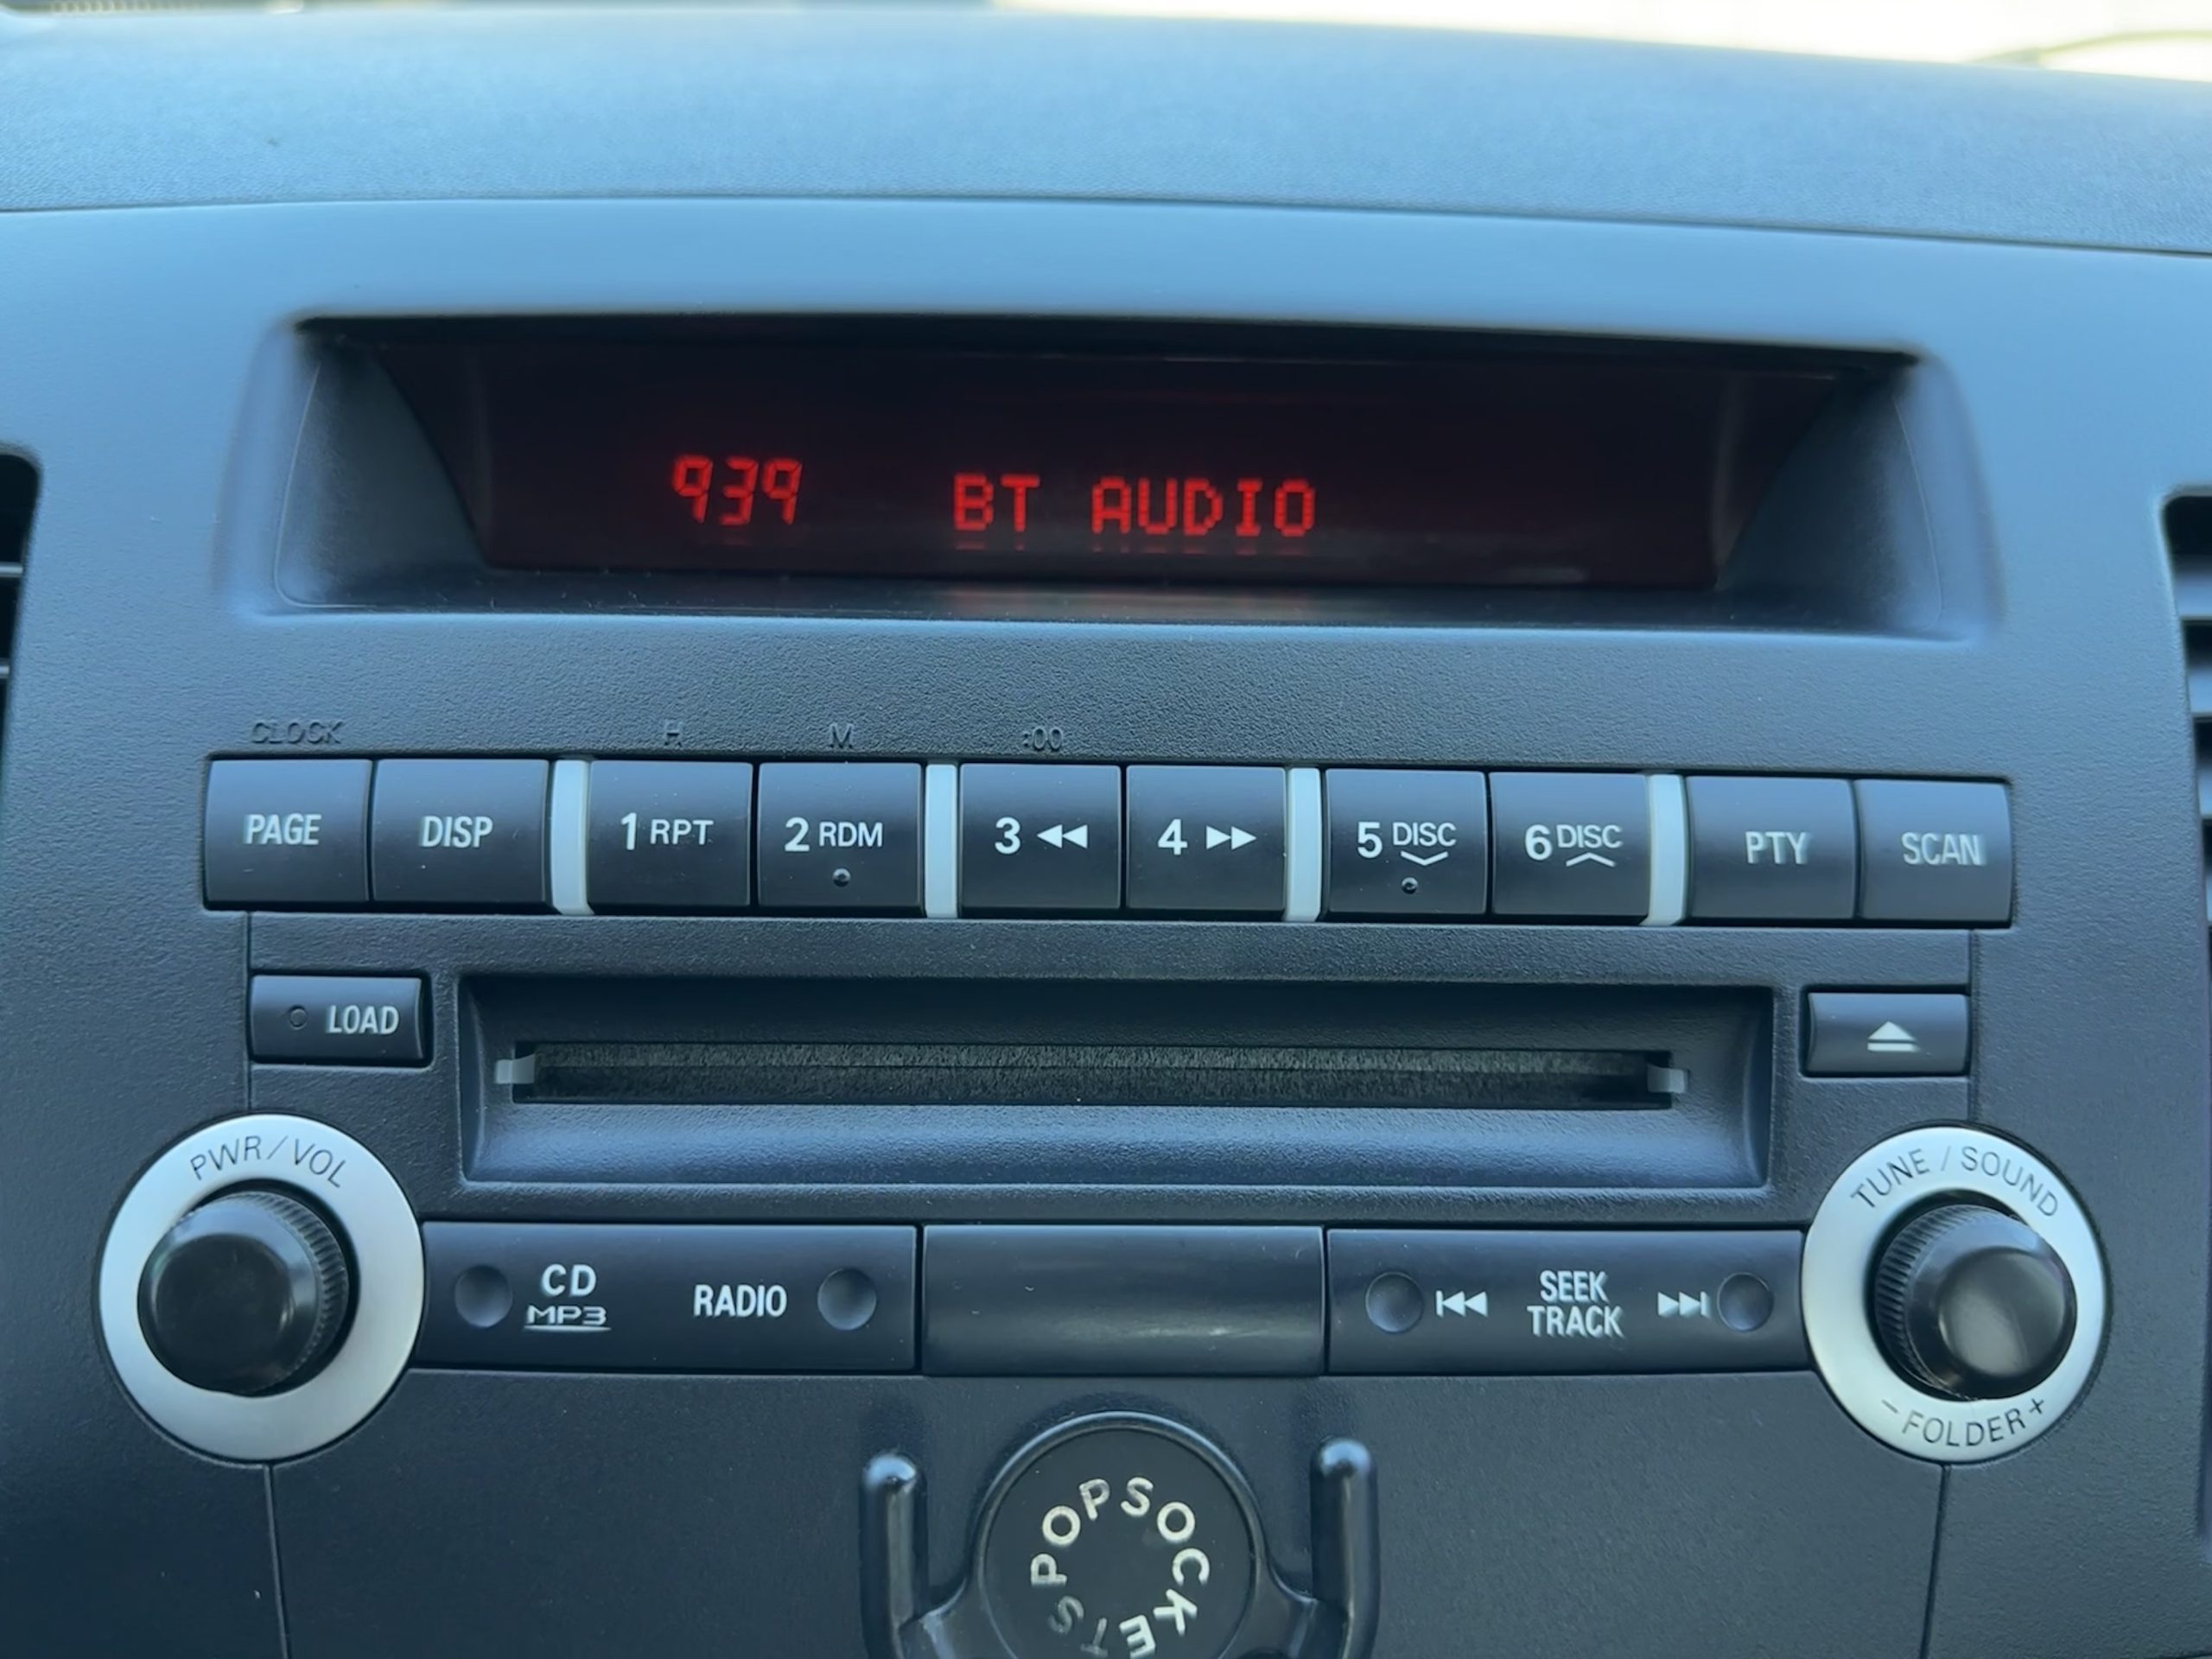 939 BT AUDIO
CLOCK H M :00
PAGE DISP 1 RPT 2 RDM 3 4 5 DISC 6 DISC PTY SCAN
LOAD
PWR/VOL
TUNE / SOUND
CD
MP3
RADIO
SEEK
TRACK
- FOLDER +
POPSOCKETS